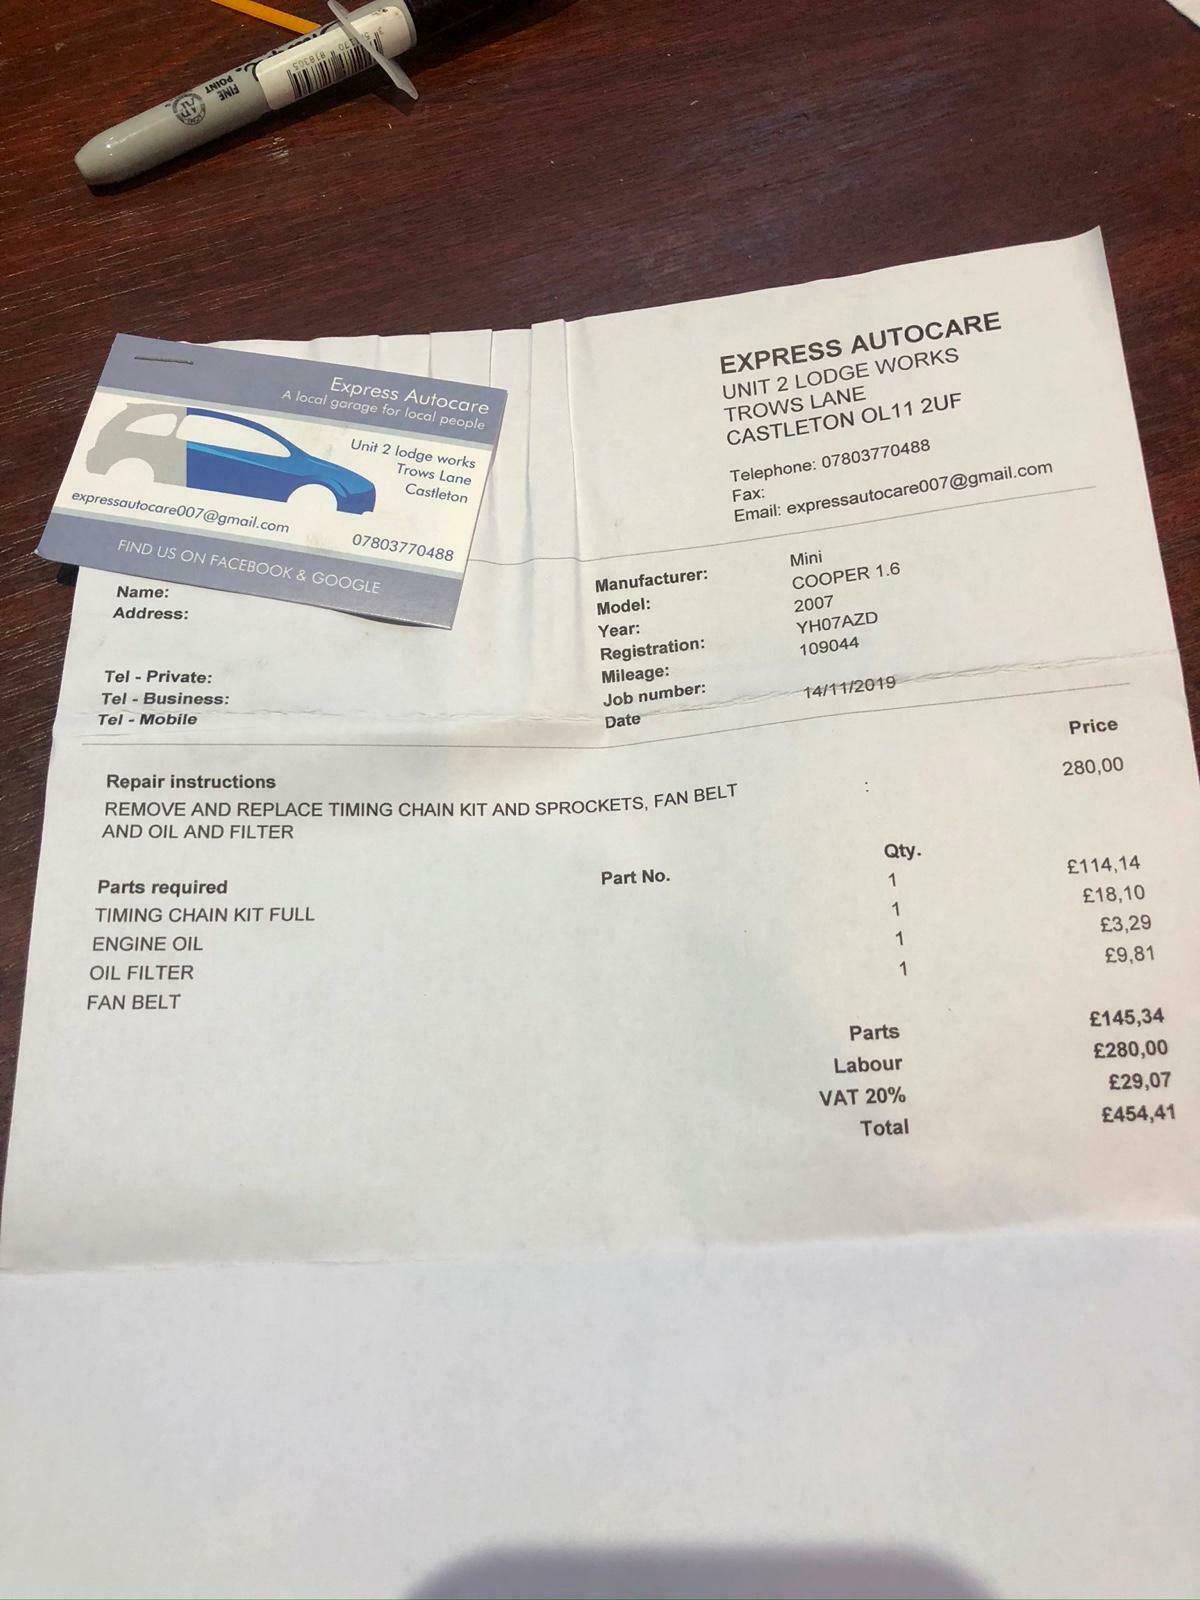 FINE
POINT
818305
EXPRESS AUTOCARE
UNIT 2 LODGE WORKS
TROWS LANE
CASTLETON OL11 2UF
Telephone: 07803770488
Fax:
Email: expressautocare007@gmail.com
Express Autocare
A local garage for local people
Unit 2 lodge works
Trows Lane
Castleton
expressautocare007@gmail.com
07803770488
FIND US ON FACEBOOK & GOOGLE
Name:
Address:
Tel - Private:
Tel - Business:
Tel - Mobile
Manufacturer: Mini
Model: COOPER 1.6
Year: 2007
Registration: YH07AZD
Mileage: 109044
Job number:
Date 14/11/2019
Price
Repair instructions
REMOVE AND REPLACE TIMING CHAIN KIT AND SPROCKETS, FAN BELT : 280,00
AND OIL AND FILTER
Parts required Part No. Qty.
TIMING CHAIN KIT FULL 1 £114,14
ENGINE OIL 1 £18,10
OIL FILTER 1 £3,29
FAN BELT 1 £9,81
Parts £145,34
Labour £280,00
VAT 20% £29,07
Total £454,41